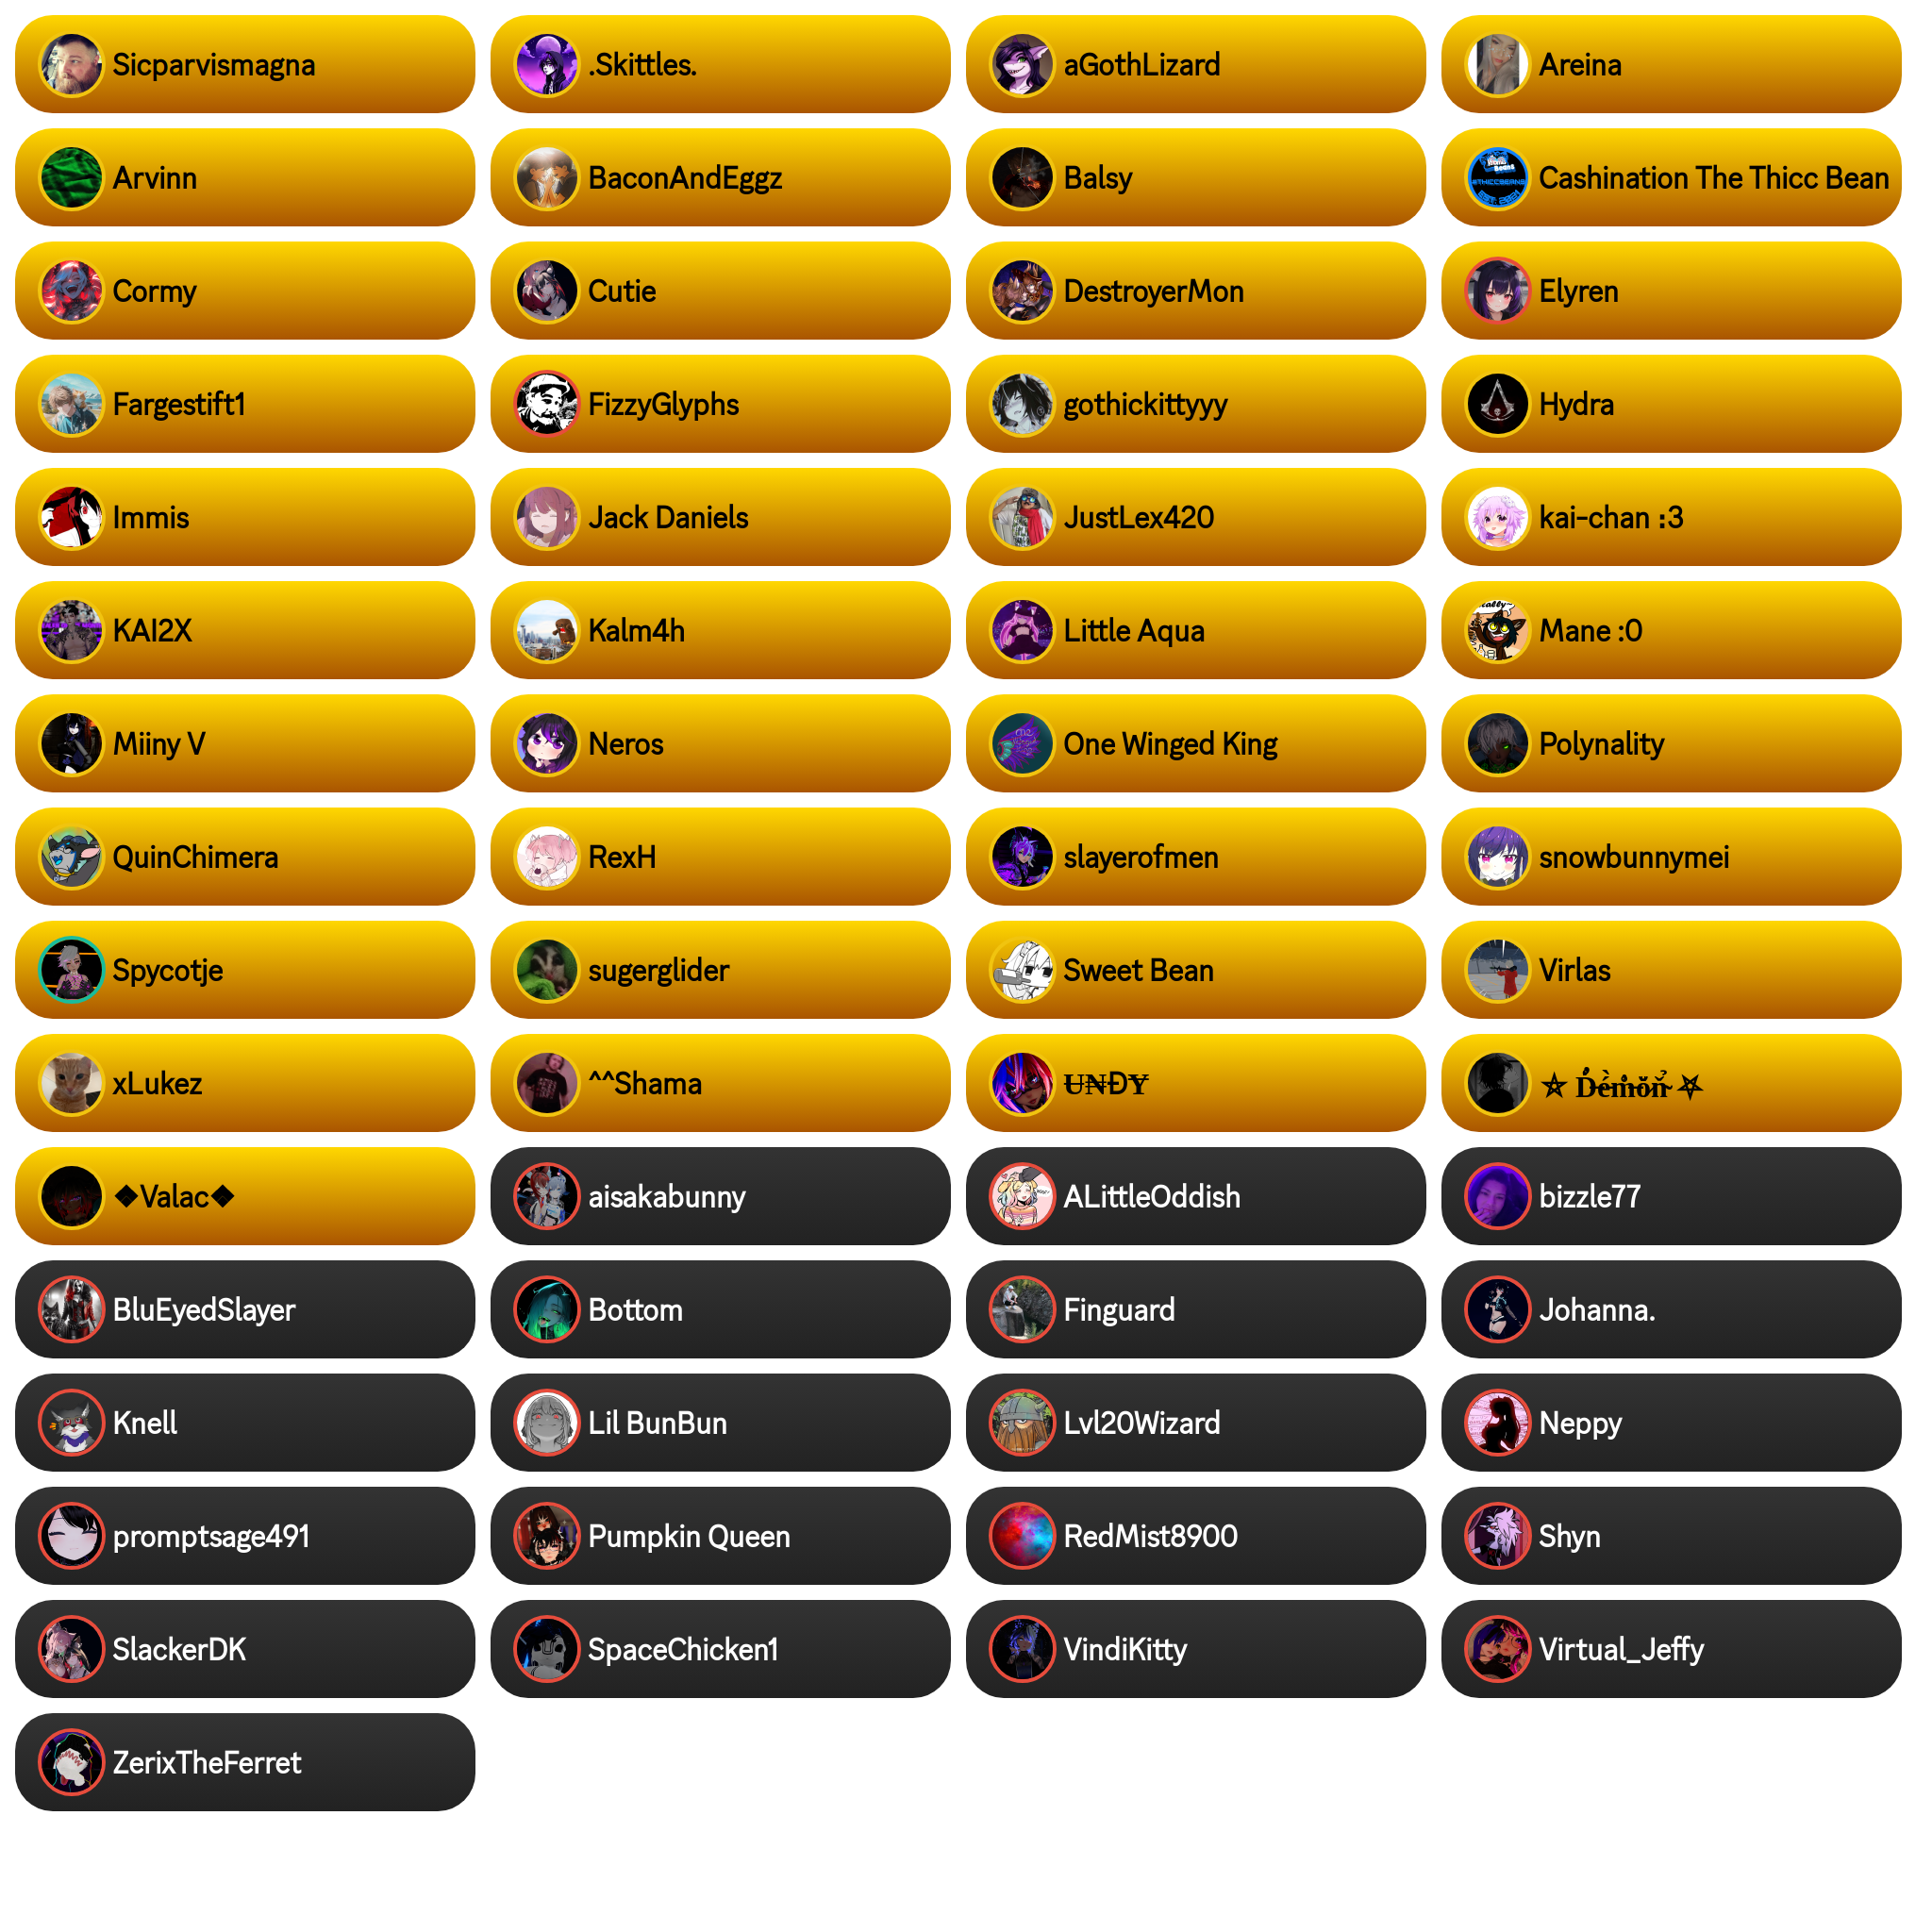 Sicparvismagna
.Skittles.
aGothLizard
Areina
Arvinn
BaconAndEggz
Balsy
Cashination The Thicc Bean
Cormy
Cutie
DestroyerMon
Elyren
Fargestift1
FizzyGlyphs
gothickittyyy
Hydra
Immis
Jack Daniels
JustLex420
kai-chan :3
KAI2X
Kalm4h
Little Aqua
Mane :0
Miiny V
Neros
One Winged King
Polynality
QuinChimera
RexH
slayerofmen
snowbunnymei
Spycotje
sugerglider
Sweet Bean
Virlas
xLukez
^^Shama
Ʉ₦ĐɎ
⛦ D̴̛́ȅ̴m̴̊ö̴n̴̉ ⛧
❖Valac❖
aisakabunny
ALittleOddish
bizzle77
BluEyedSlayer
Bottom
Finguard
Johanna.
Knell
Lil BunBun
Lvl20Wizard
Neppy
promptsage491
Pumpkin Queen
RedMist8900
Shyn
SlackerDK
SpaceChicken1
VindiKitty
Virtual_Jeffy
ZerixTheFerret